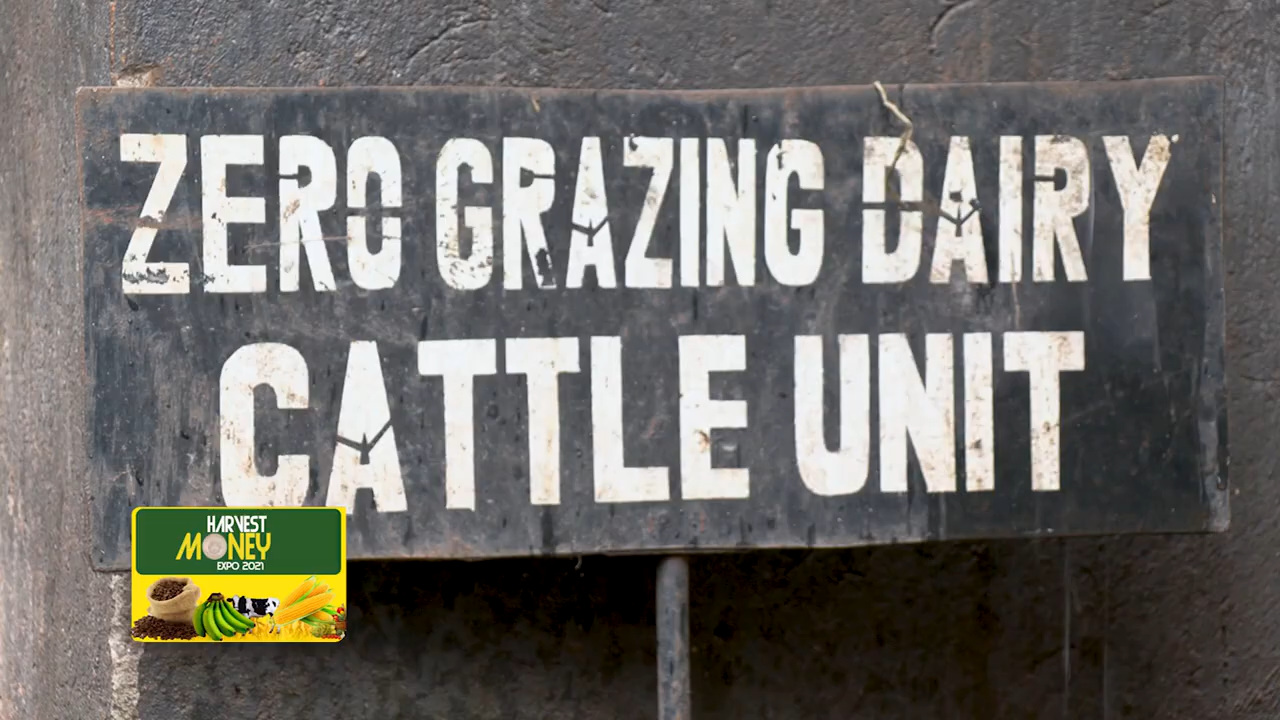 ZERO GRAZING DAIRY
CATTLE UNIT
HARVEST
MONEY
EXPO 2021